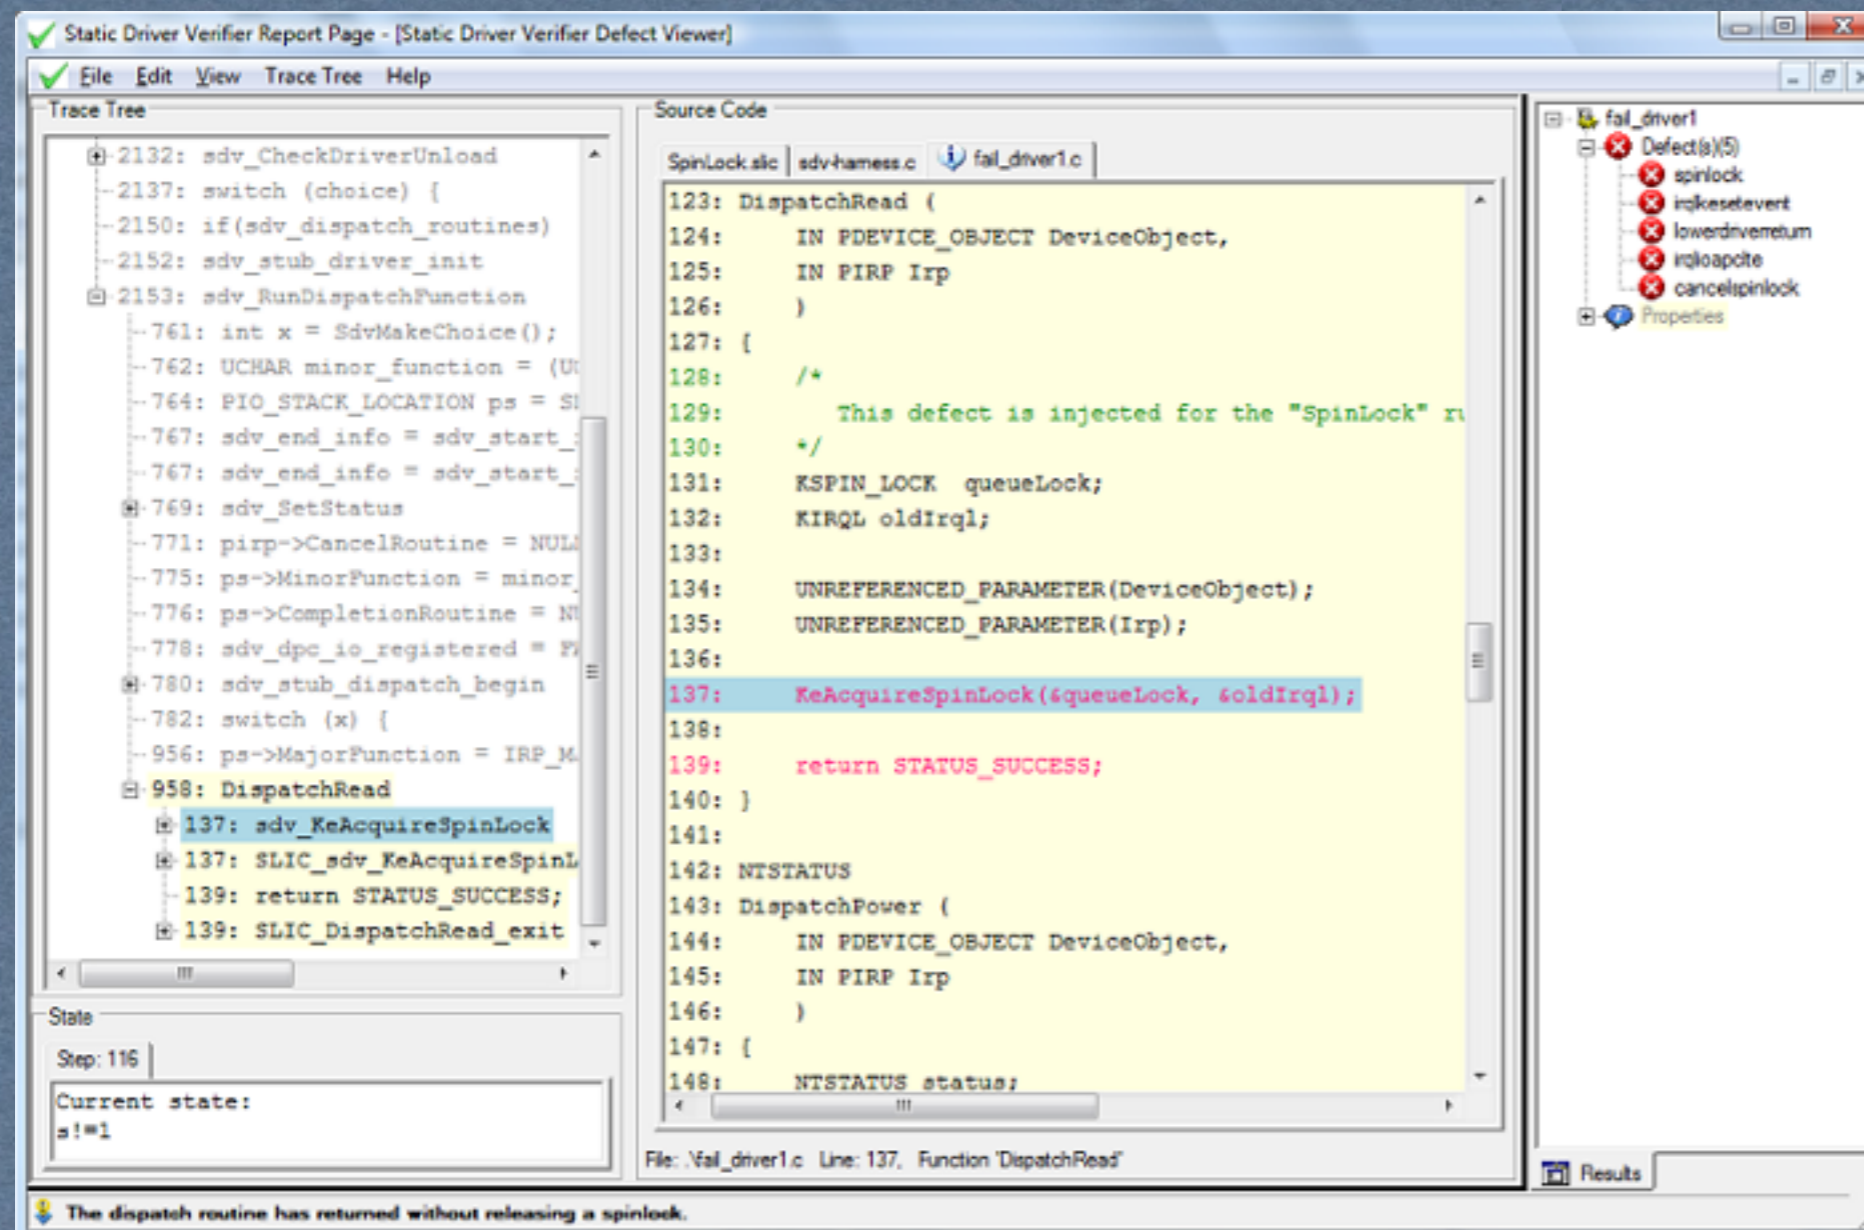 Static Driver Verifier Report Page - [Static Driver Verifier Defect Viewer]
File Edit View Trace Tree Help
Trace Tree
2132: sdv_CheckDriverUnload
2137: switch (choice) {
2150: if(sdv_dispatch_routines)
2152: sdv_stub_driver_init
2153: sdv_RunDispatchFunction
761: int x = SdvMakeChoice();
762: UCHAR minor_function = (U
764: PIO_STACK_LOCATION ps = S
767: sdv_end_info = sdv_start_
767: sdv_end_info = sdv_start_
769: sdv_SetStatus
771: pirp->CancelRoutine = NUL
775: ps->MinorFunction = minor_
776: ps->CompletionRoutine = N
778: sdv_dpc_io_registered = F
780: sdv_stub_dispatch_begin
782: switch (x) {
956: ps->MajorFunction = IRP_M
958: DispatchRead
137: sdv_KeAcquireSpinLock
137: SLIC_sdv_KeAcquireSpinL
139: return STATUS_SUCCESS;
139: SLIC_DispatchRead_exit
State
Step: 116
Current state:
s!=1
Source Code
SpinLock.slic sdv-harness.c fail_driver1.c
123: DispatchRead (
124: IN PDEVICE_OBJECT DeviceObject,
125: IN PIRP Irp
126: )
127: {
128: /*
129: This defect is injected for the "SpinLock" ru
130: */
131: KSPIN_LOCK queueLock;
132: KIRQL oldIrql;
133:
134: UNREFERENCED_PARAMETER(DeviceObject);
135: UNREFERENCED_PARAMETER(Irp);
136:
137: KeAcquireSpinLock(&queueLock, &oldIrql);
138:
139: return STATUS_SUCCESS;
140: }
141:
142: NTSTATUS
143: DispatchPower (
144: IN PDEVICE_OBJECT DeviceObject,
145: IN PIRP Irp
146: )
147: {
148: NTSTATUS status;
File: .\fail_driver1.c Line: 137, Function 'DispatchRead'
fail_driver1
Defect(s)(5)
spinlock
irqlkesetevent
lowerdriverreturn
irqlioapclte
cancelspinlock
Properties
Results
The dispatch routine has returned without releasing a spinlock.